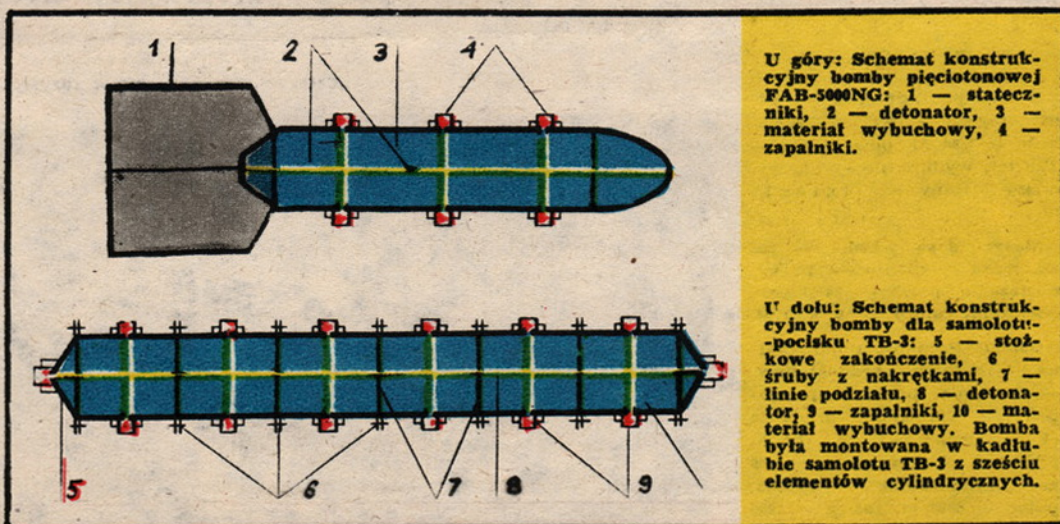 1
2
3
4
U góry: Schemat konstruk-
cyjny bomby pięciotonowej
FAB-5000NG: 1 — statecz-
niki, 2 — detonator, 3 —
materiał wybuchowy, 4 —
zapalniki.
5
6
7
8
9
U dołu: Schemat konstruk-
cyjny bomby dla samolotu-
-pocisku TB-3: 5 — stoż-
kowe zakończenie, 6 —
śruby z nakrętkami, 7 —
linie podziału, 8 — detona-
tor, 9 — zapalniki, 10 — ma-
teriał wybuchowy. Bomba
była montowana w kadłu-
bie samolotu TB-3 z sześciu
elementów cylindrycznych.